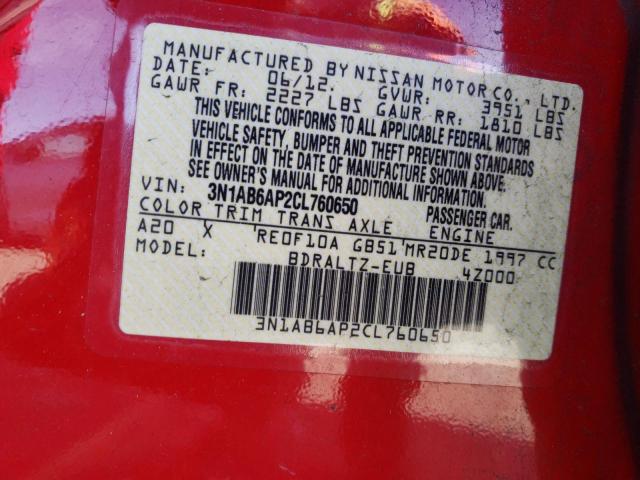 MANUFACTURED BY NISSAN MOTOR CO., LTD.
DATE: 06/12. GVWR: 3951 LBS
GAWR FR: 2227 LBS GAWR RR: 1810 LBS
THIS VEHICLE CONFORMS TO ALL APPLICABLE FEDERAL MOTOR
VEHICLE SAFETY, BUMPER AND THEFT PREVENTION STANDARDS
IN EFFECT ON THE DATE OF MANUFACTURE SHOWN ABOVE.
SEE OWNER'S MANUAL FOR ADDITIONAL INFORMATION.
VIN: 3N1AB6AP2CL760650 PASSENGER CAR.
COLOR TRIM TRANS AXLE ENGINE
A20 X RE0F10A GB51 MR20DE 1997 CC
MODEL: BDRALTZ-EUB 4Z000
3N1AB6AP2CL760650